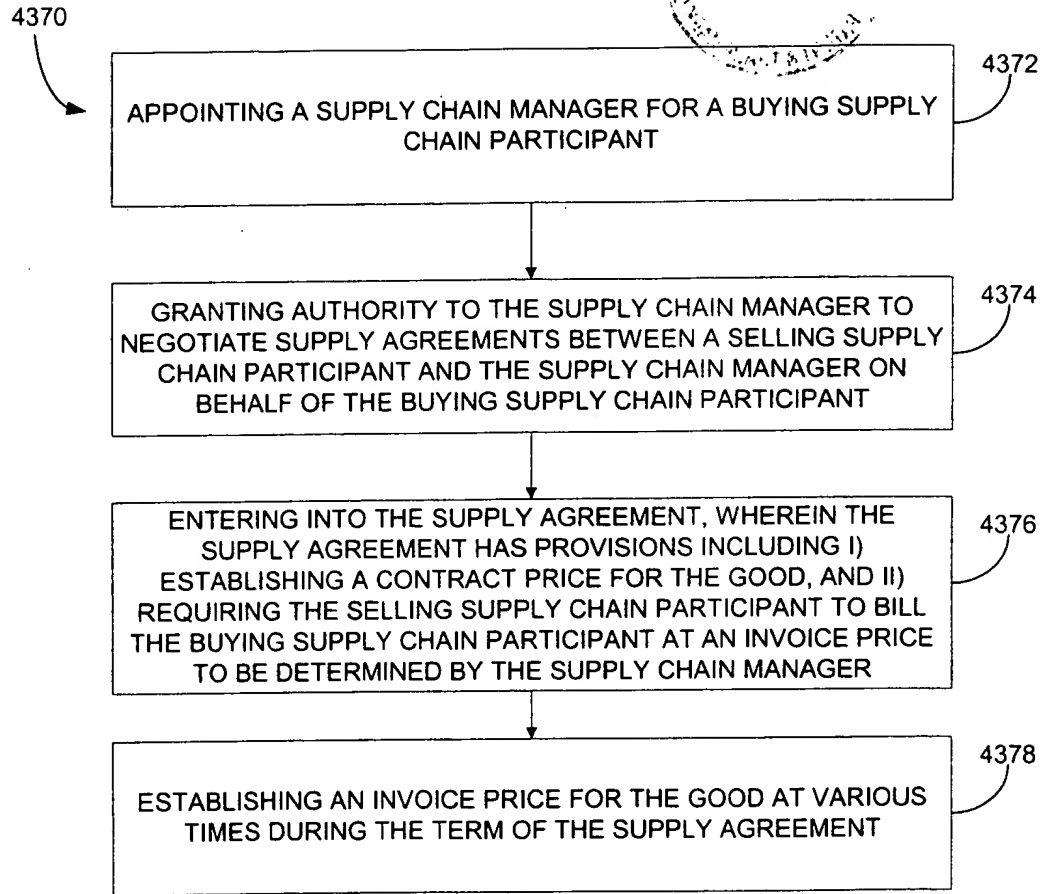 4370
4372
APPOINTING A SUPPLY CHAIN MANAGER FOR A BUYING SUPPLY
CHAIN PARTICIPANT
4374
GRANTING AUTHORITY TO THE SUPPLY CHAIN MANAGER TO
NEGOTIATE SUPPLY AGREEMENTS BETWEEN A SELLING SUPPLY
CHAIN PARTICIPANT AND THE SUPPLY CHAIN MANAGER ON
BEHALF OF THE BUYING SUPPLY CHAIN PARTICIPANT
4376
ENTERING INTO THE SUPPLY AGREEMENT, WHEREIN THE
SUPPLY AGREEMENT HAS PROVISIONS INCLUDING I)
ESTABLISHING A CONTRACT PRICE FOR THE GOOD, AND II)
REQUIRING THE SELLING SUPPLY CHAIN PARTICIPANT TO BILL
THE BUYING SUPPLY CHAIN PARTICIPANT AT AN INVOICE PRICE
TO BE DETERMINED BY THE SUPPLY CHAIN MANAGER
4378
ESTABLISHING AN INVOICE PRICE FOR THE GOOD AT VARIOUS
TIMES DURING THE TERM OF THE SUPPLY AGREEMENT